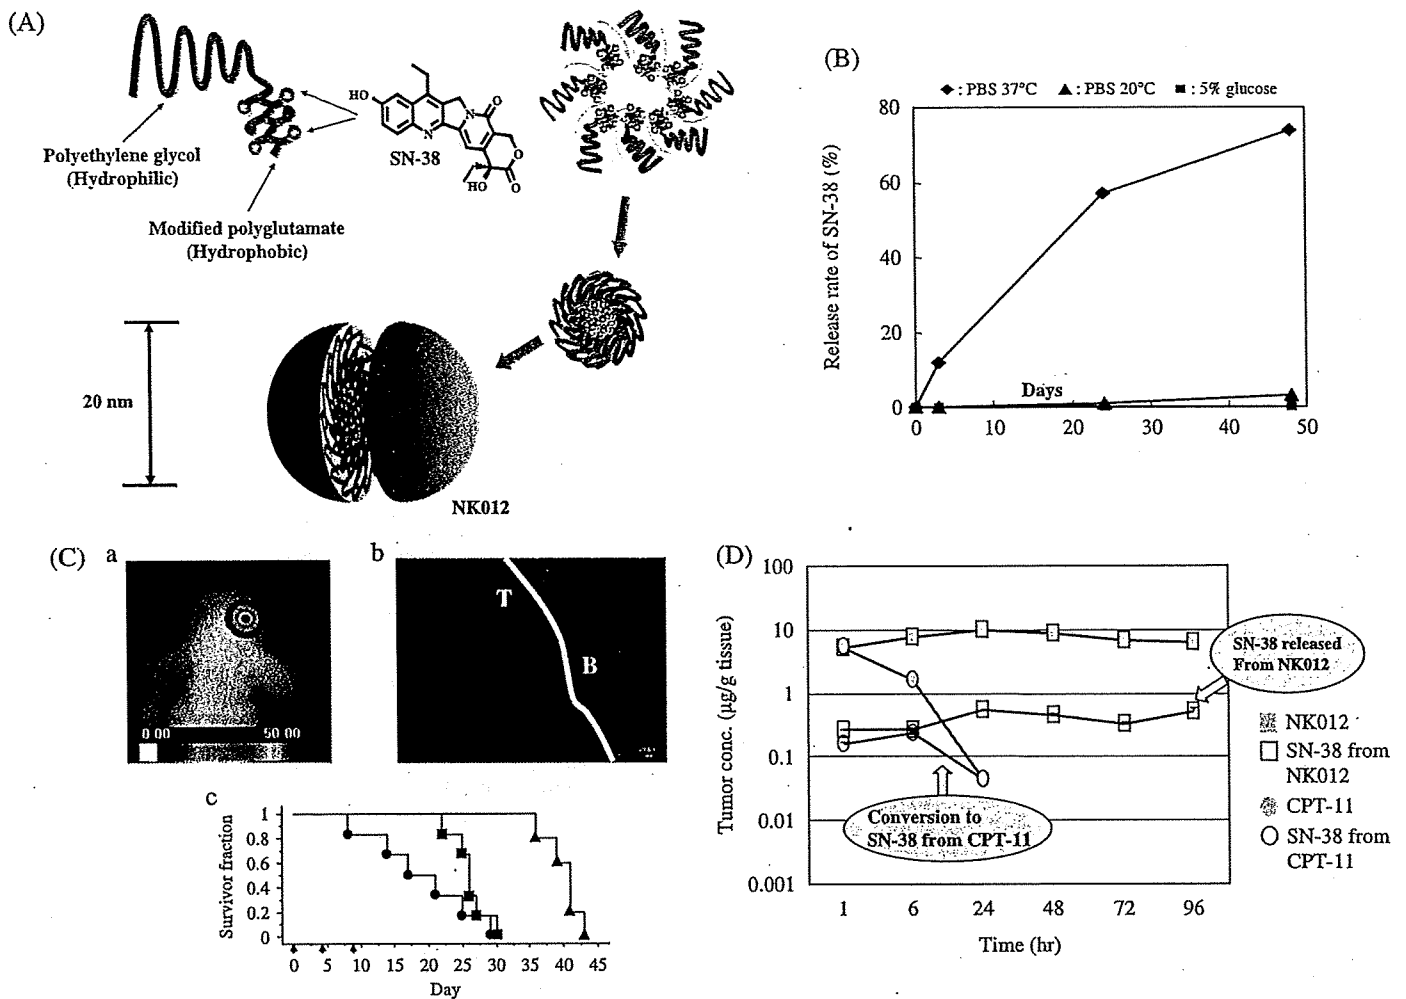 (A)
HO
N
N
O
O
O
HO
SN-38
Polyethylene glycol
(Hydrophilic)
Modified polyglutamate
(Hydrophobic)
20 nm
NK012
(B)
: PBS 37°C : PBS 20°C : 5% glucose
Release rate of SN-38 (%)
80
60
40
20
0
Days
0 10 20 30 40 50
(C)
a
0 00 50 00
b
T
B
c
Survivor fraction
1
0.8
0.6
0.4
0.2
0
0 5 10 15 20 25 30 35 40 45
Day
(D)
Tumor conc. (µg/g tissue)
100
10
1
0.1
0.01
0.001
1 6 24 48 72 96
Time (hr)
SN-38 released
From NK012
Conversion to
SN-38 from CPT-11
NK012
SN-38 from
NK012
CPT-11
SN-38 from
CPT-11